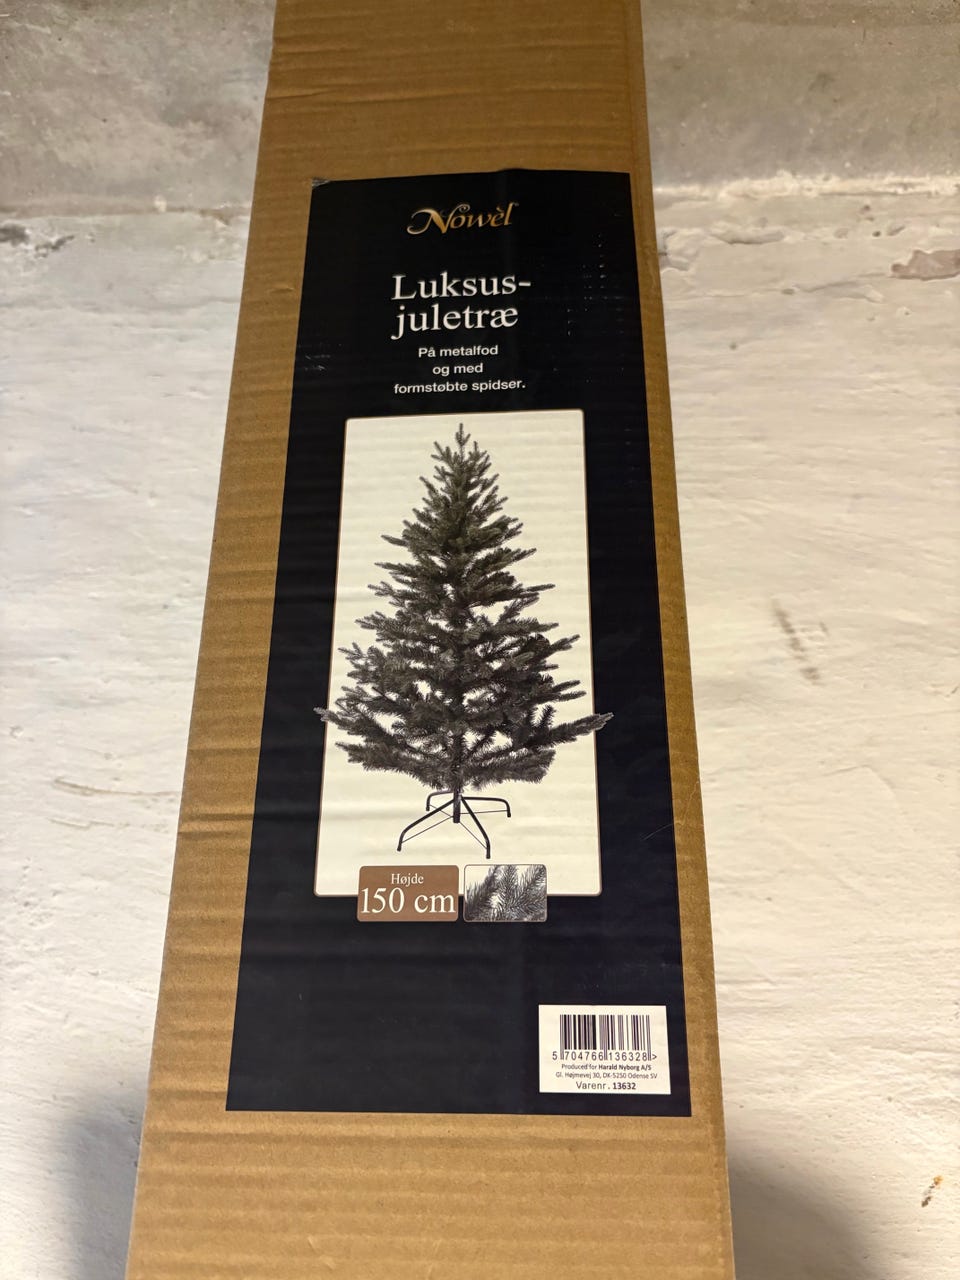 Nowèl
Luksus-
juletræ
På metalfod
og med
formstøbte spidser.
Højde
150 cm
5 704766 136328 >
Produced for Harald Nyborg A/S
Gl. Højmevej 30, DK-5250 Odense SV
Varenr. 13632